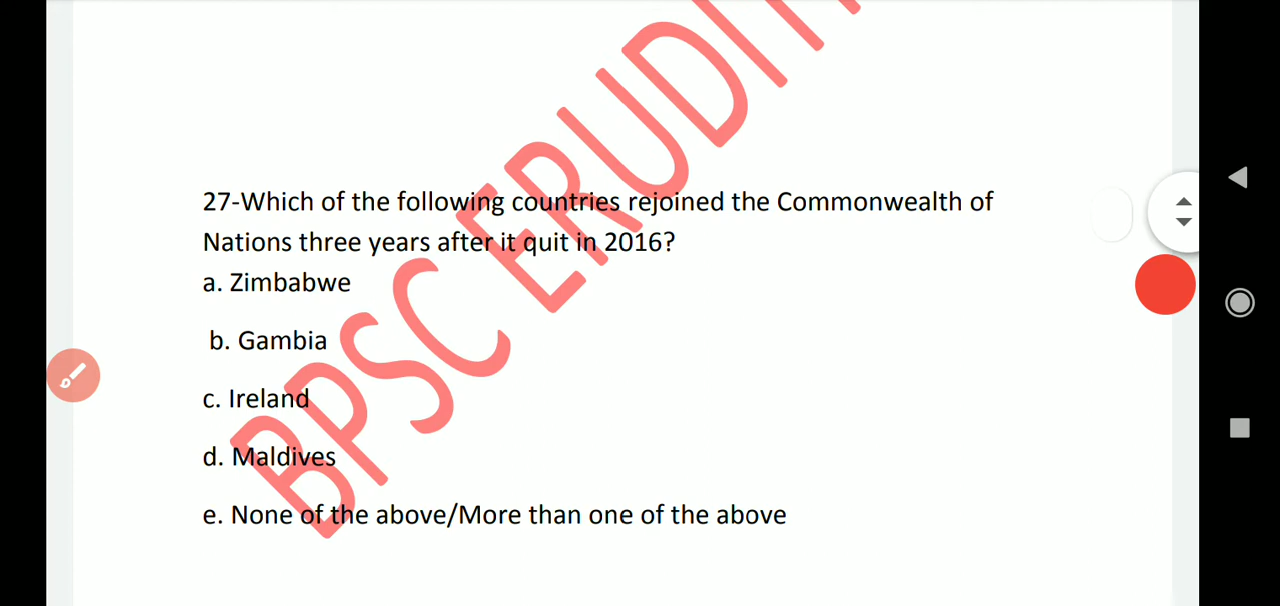 BPSC ERUDIT
27-Which of the following countries rejoined the Commonwealth of
Nations three years after it quit in 2016?
a. Zimbabwe
b. Gambia
c. Ireland
d. Maldives
e. None of the above/More than one of the above